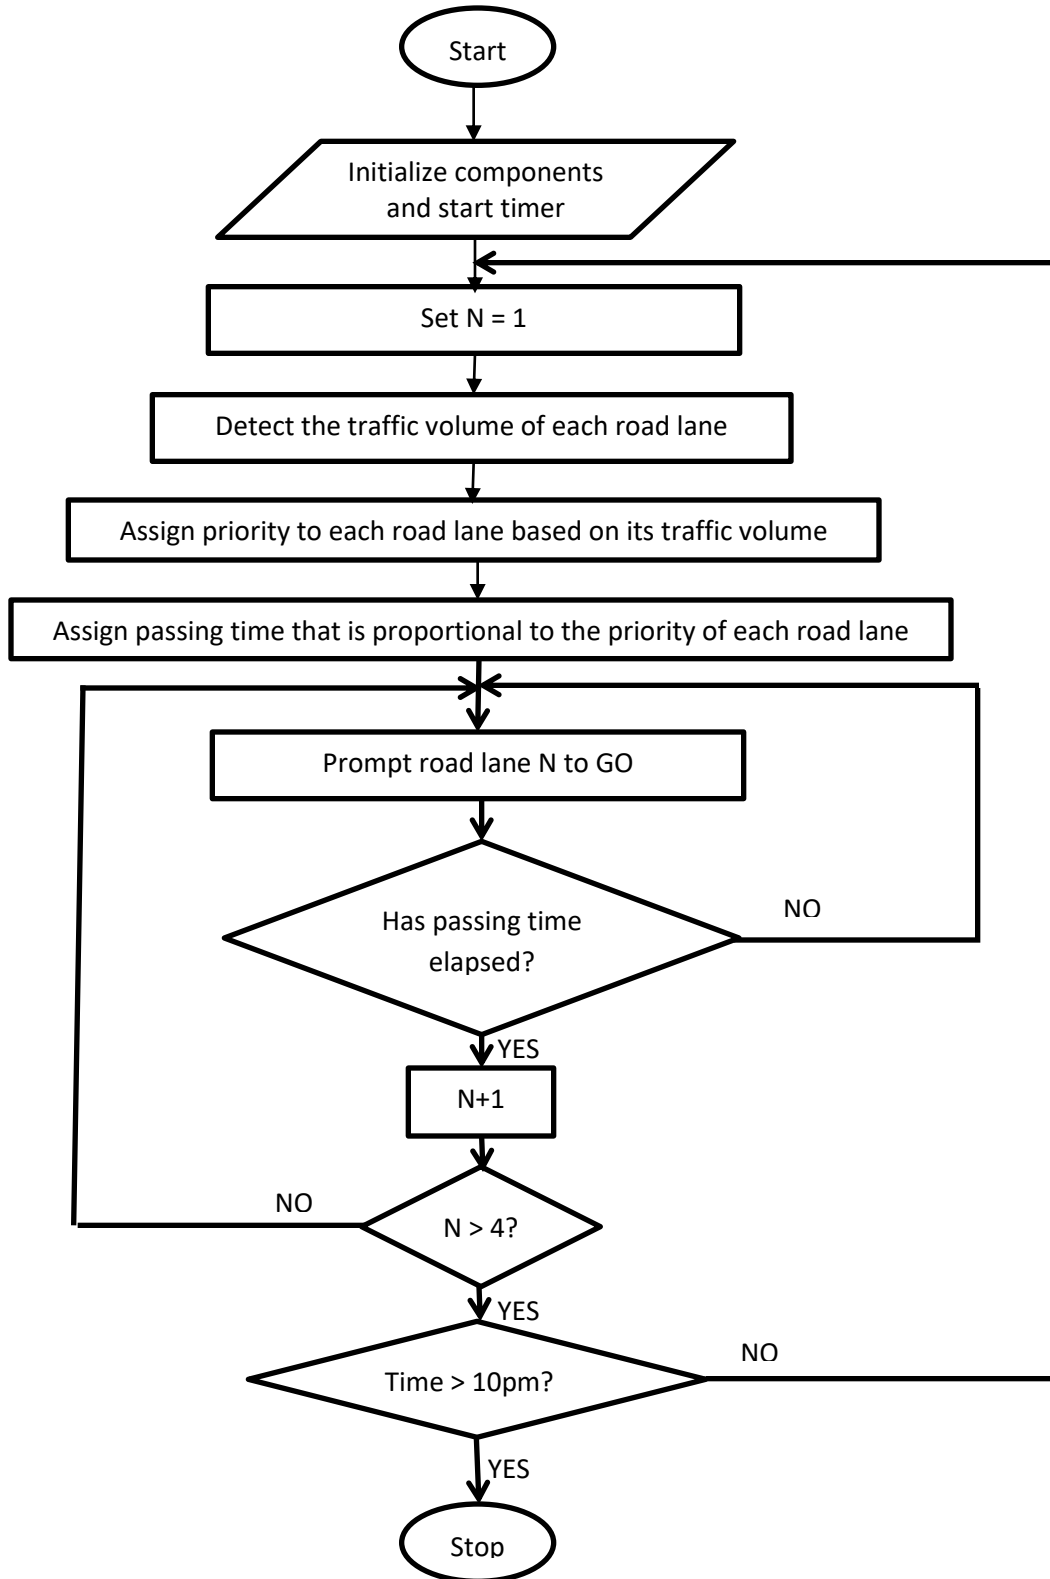 Start
Initialize components
and start timer
Set N = 1
Detect the traffic volume of each road lane
Assign priority to each road lane based on its traffic volume
Assign passing time that is proportional to the priority of each road lane
Prompt road lane N to GO
Has passing time
elapsed?
NO
YES
N+1
NO
N > 4?
YES
Time > 10pm?
NO
YES
Stop